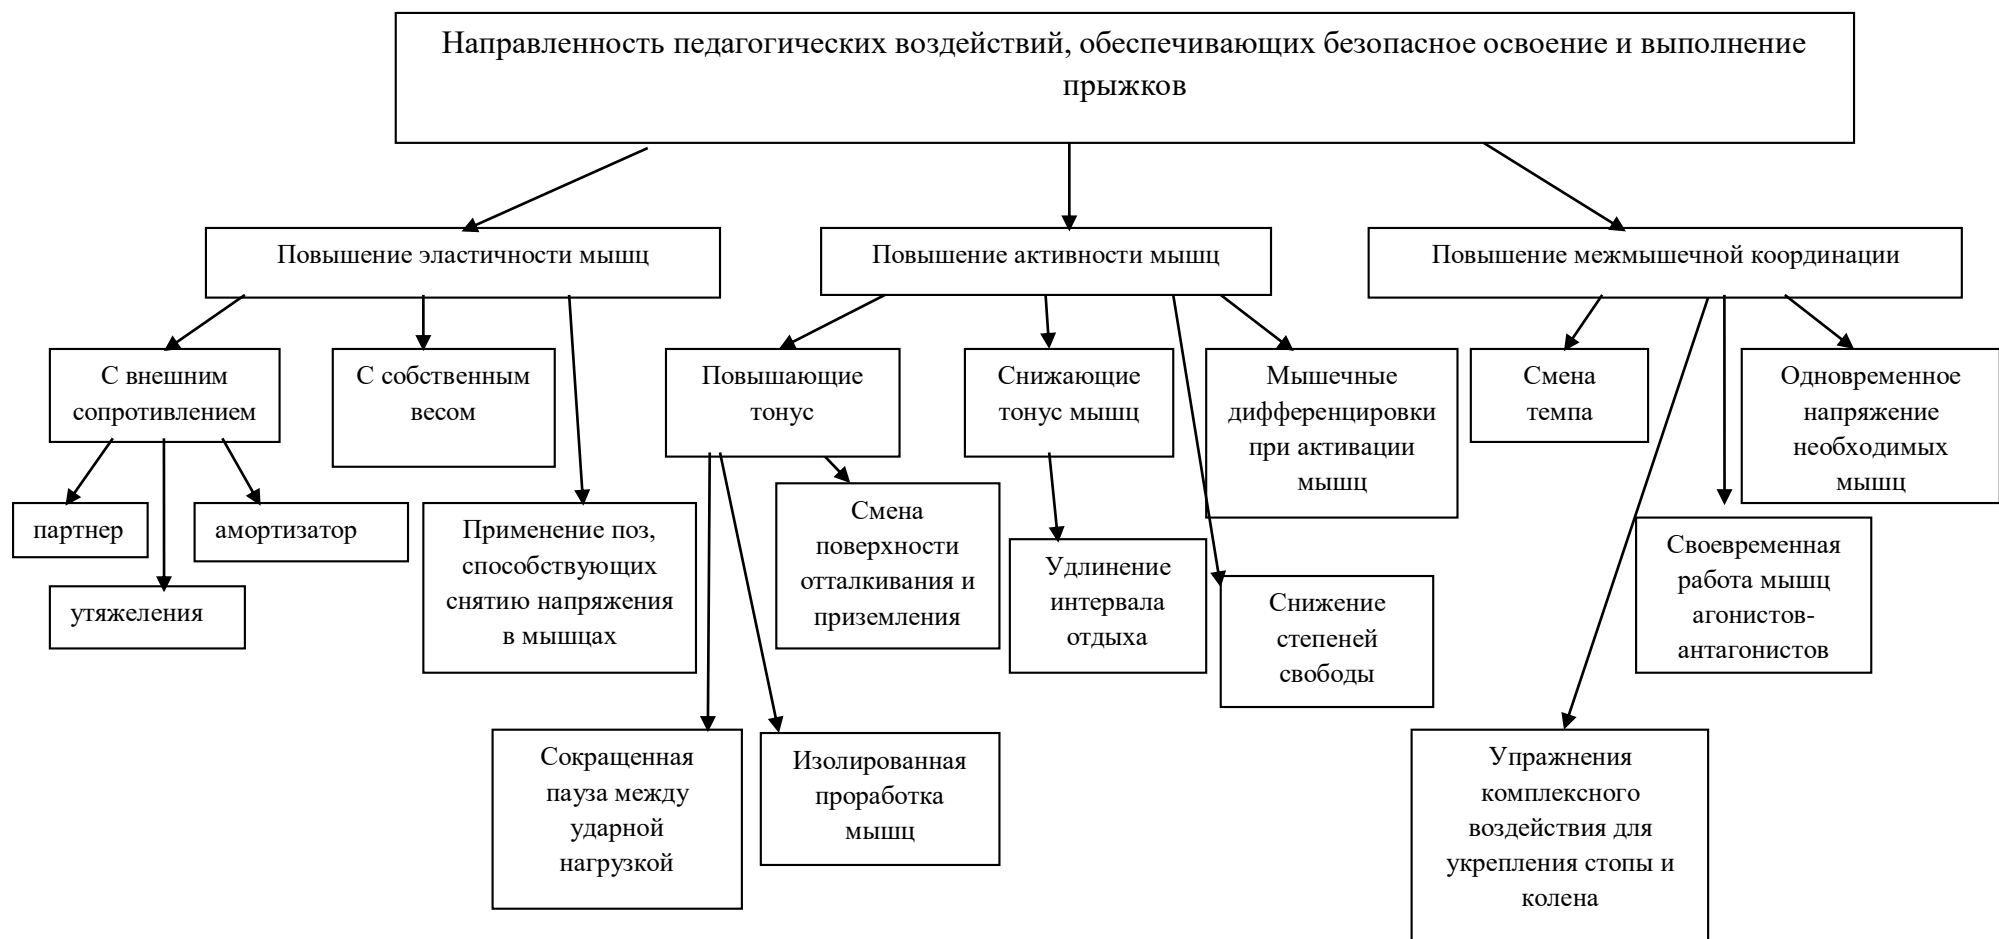 Направленность педагогических воздействий, обеспечивающих безопасное освоение и выполнение
прыжков
Повышение эластичности мышц
Повышение активности мышц
Повышение межмышечной координации
С внешним
сопротивлением
С собственным
весом
Повышающие
тонус
Снижающие
тонус мышц
Мышечные
дифференцировки
при активации
мышц
Смена
темпа
Одновременное
напряжение
необходимых
мышц
партнер
амортизатор
утяжеления
Применение поз,
способствующих
снятию напряжения
в мышцах
Смена
поверхности
отталкивания и
приземления
Удлинение
интервала
отдыха
Снижение
степеней
свободы
Своевременная
работа мышц
агонистов-
антагонистов
Сокращенная
пауза между
ударной
нагрузкой
Изолированная
проработка
мышц
Упражнения
комплексного
воздействия для
укрепления стопы и
колена